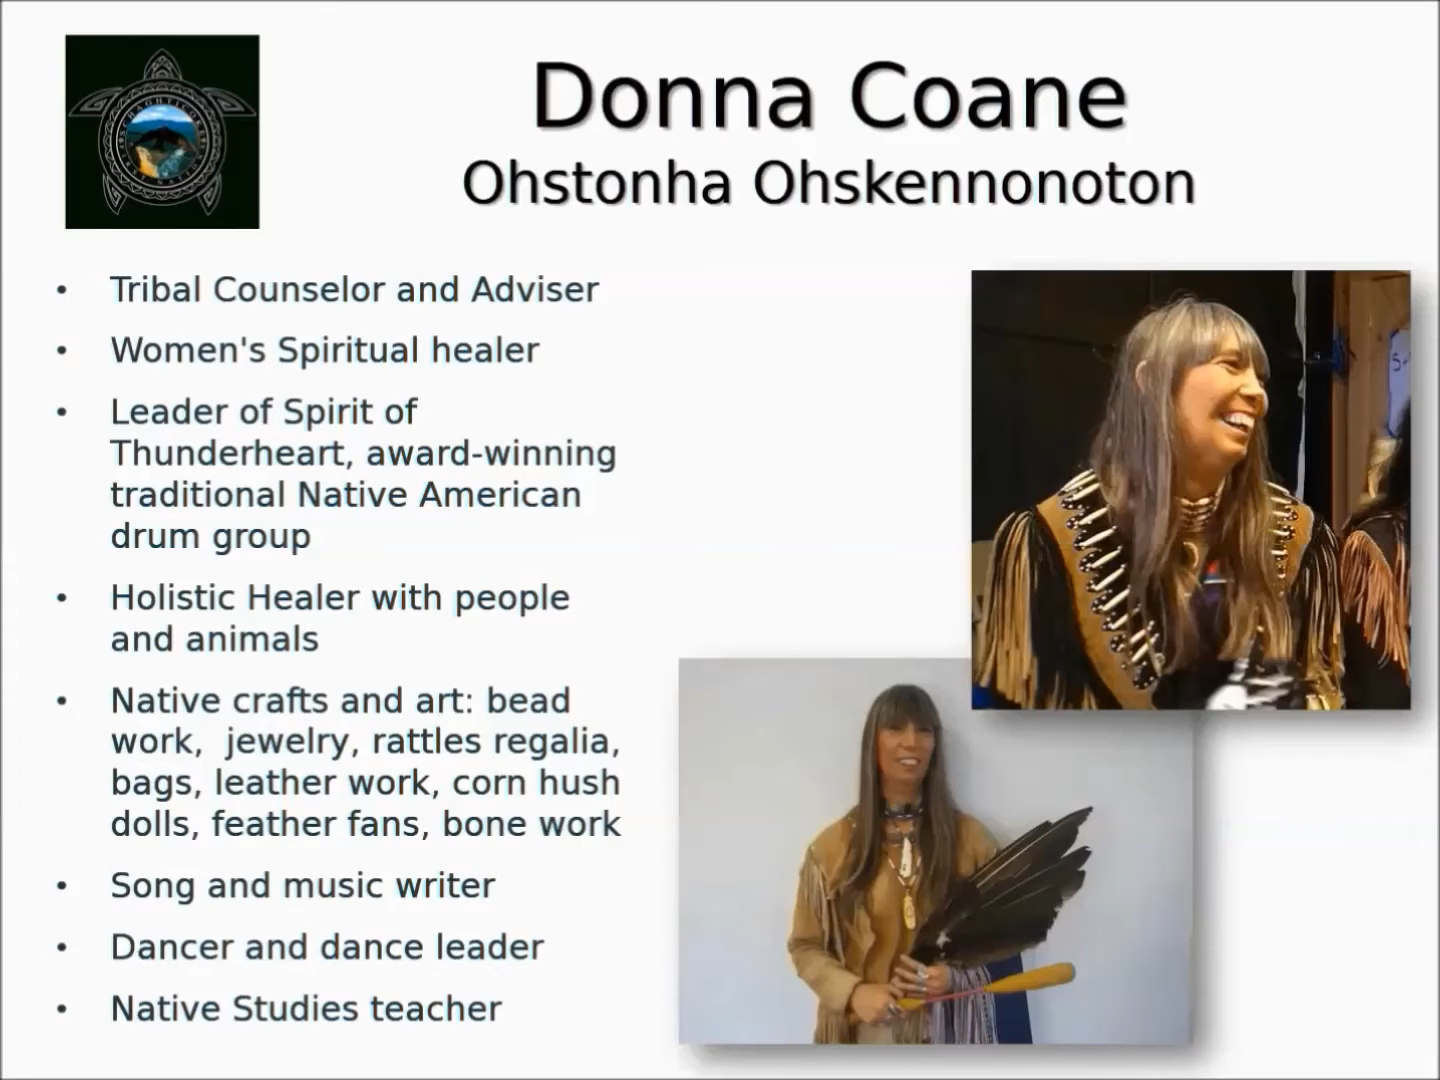 Donna Coane
Ohstonha Ohskennonoton
• Tribal Counselor and Adviser
• Women's Spiritual healer
• Leader of Spirit of
Thunderheart, award-winning
traditional Native American
drum group
• Holistic Healer with people
and animals
• Native crafts and art: bead
work,  jewelry, rattles regalia,
bags, leather work, corn hush
dolls, feather fans, bone work
• Song and music writer
• Dancer and dance leader
• Native Studies teacher